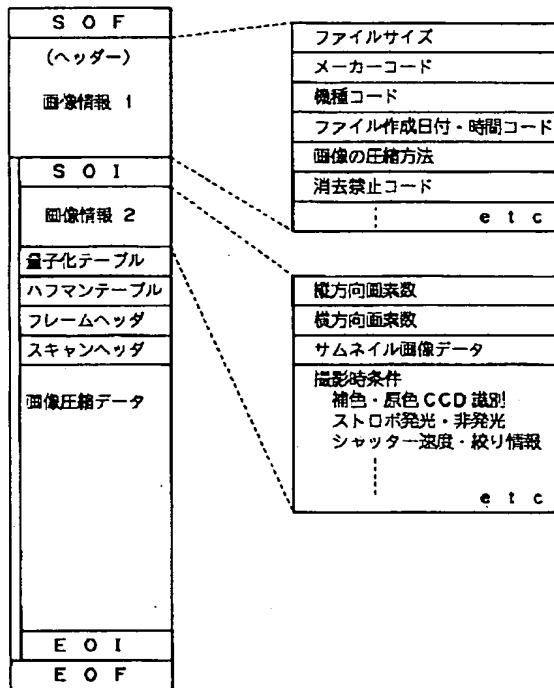 SOF
(ヘッダー)
画像情報 1
SOI
画像情報 2
量子化テーブル
ハフマンテーブル
フレームヘッダ
スキャンヘッダ
画像圧縮データ
EOI
EOF
ファイルサイズ
メーカーコード
機種コード
ファイル作成日付・時間コード
画像の圧縮方法
消去禁止コード
etc
縦方向画素数
横方向画素数
サムネイル画像データ
撮影時条件
補色・原色CCD識別
ストロボ発光・非発光
シャッター速度・絞り情報
etc